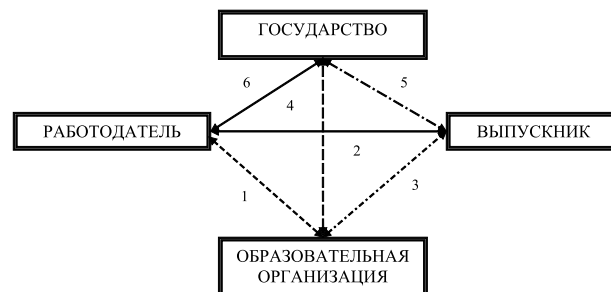 ГОСУДАРСТВО
6
5
4
РАБОТОДАТЕЛЬ
ВЫПУСКНИК
2
1
3
ОБРАЗОВАТЕЛЬНАЯ
ОРГАНИЗАЦИЯ